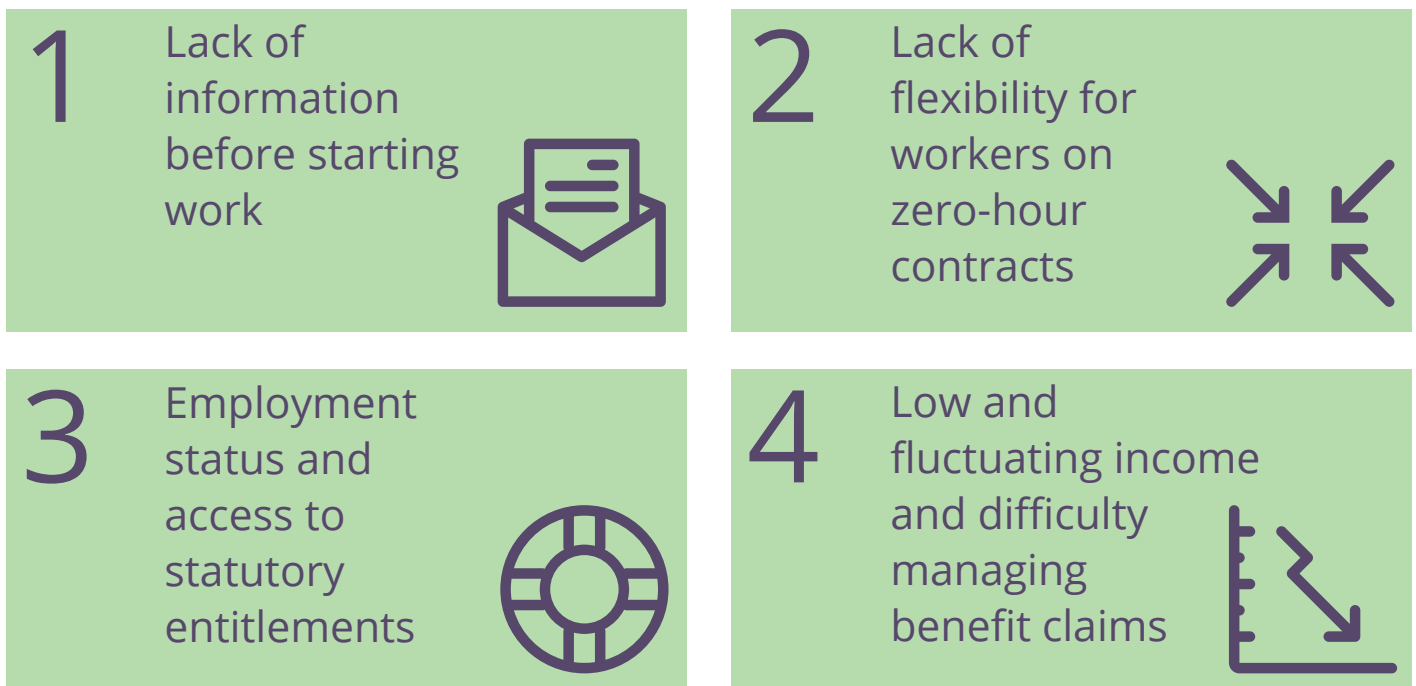 1
Lack of
information
before starting
work
2
Lack of
flexibility for
workers on
zero-hour
contracts
3
Employment
status and
access to
statutory
entitlements
4
Low and
fluctuating income
and difficulty
managing
benefit claims